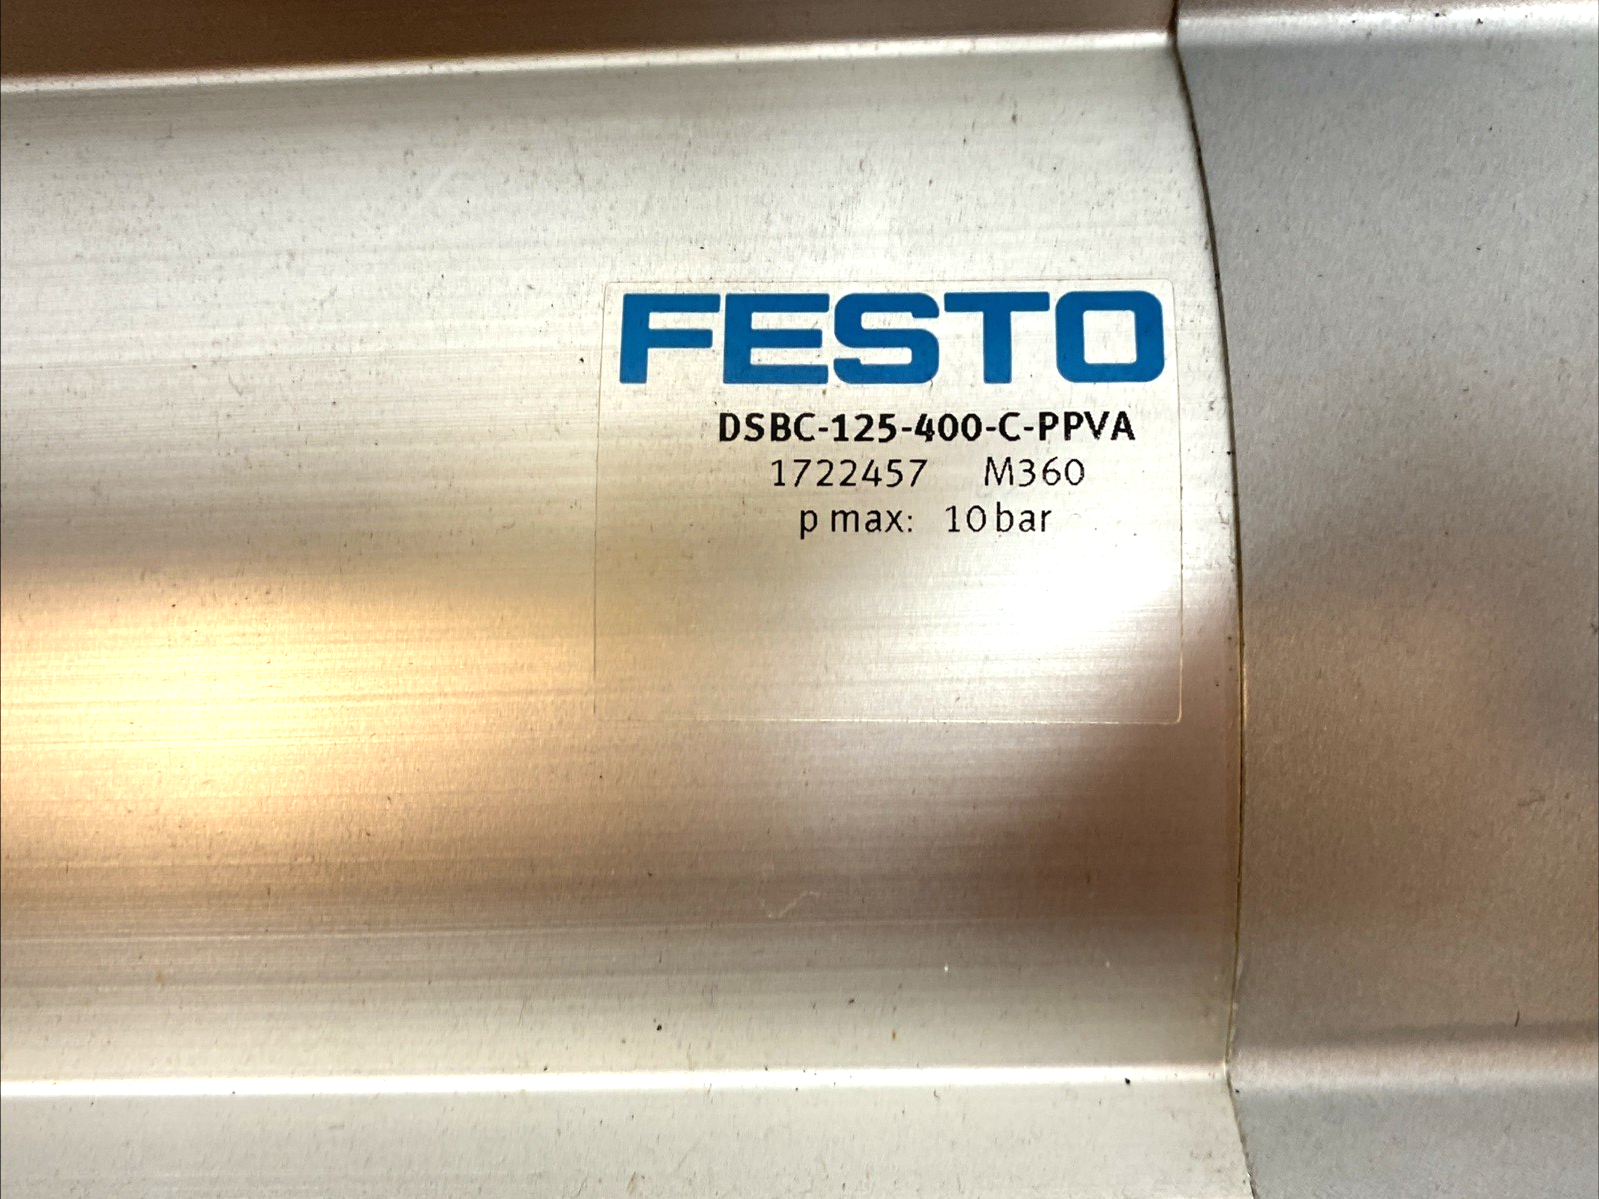 FESTO
DSBC-125-400-C-PPVA
1722457 M360
p max: 10 bar